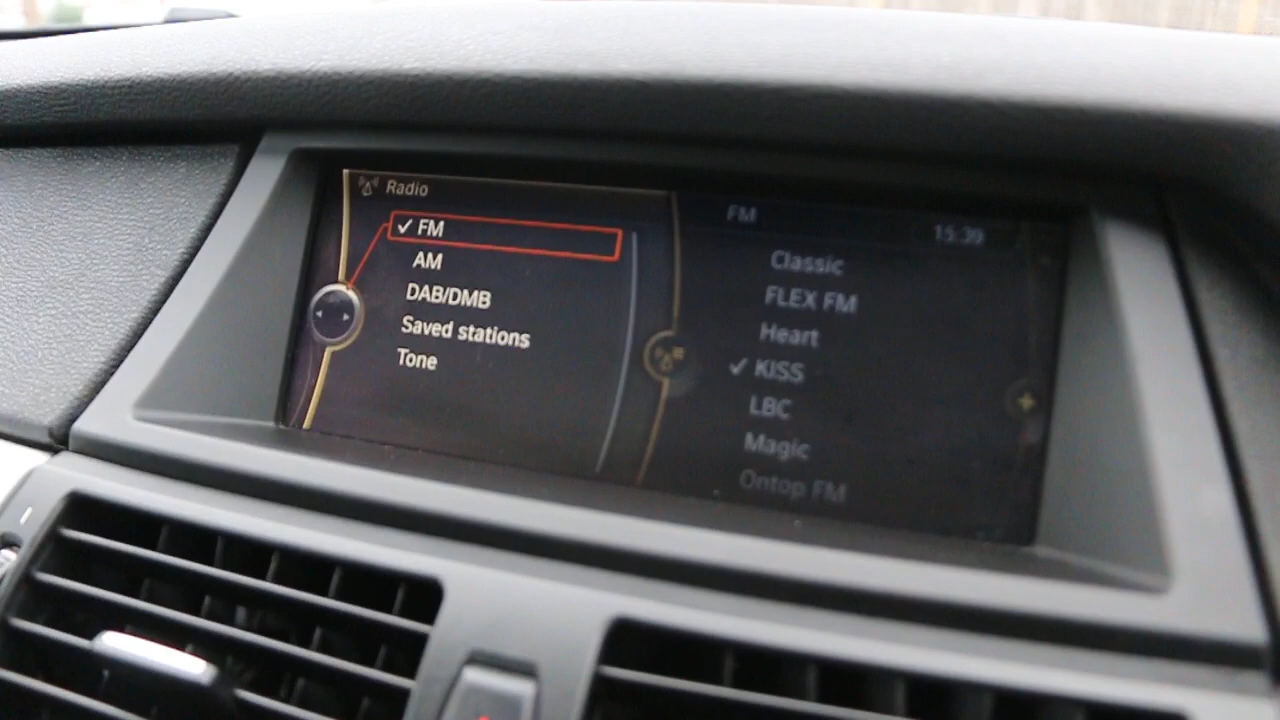 Radio
✓ FM
AM
DAB/DMB
Saved stations
Tone
FM
15:39
Classic
FLEX FM
Heart
✓ KISS
LBC
Magic
Ontop FM